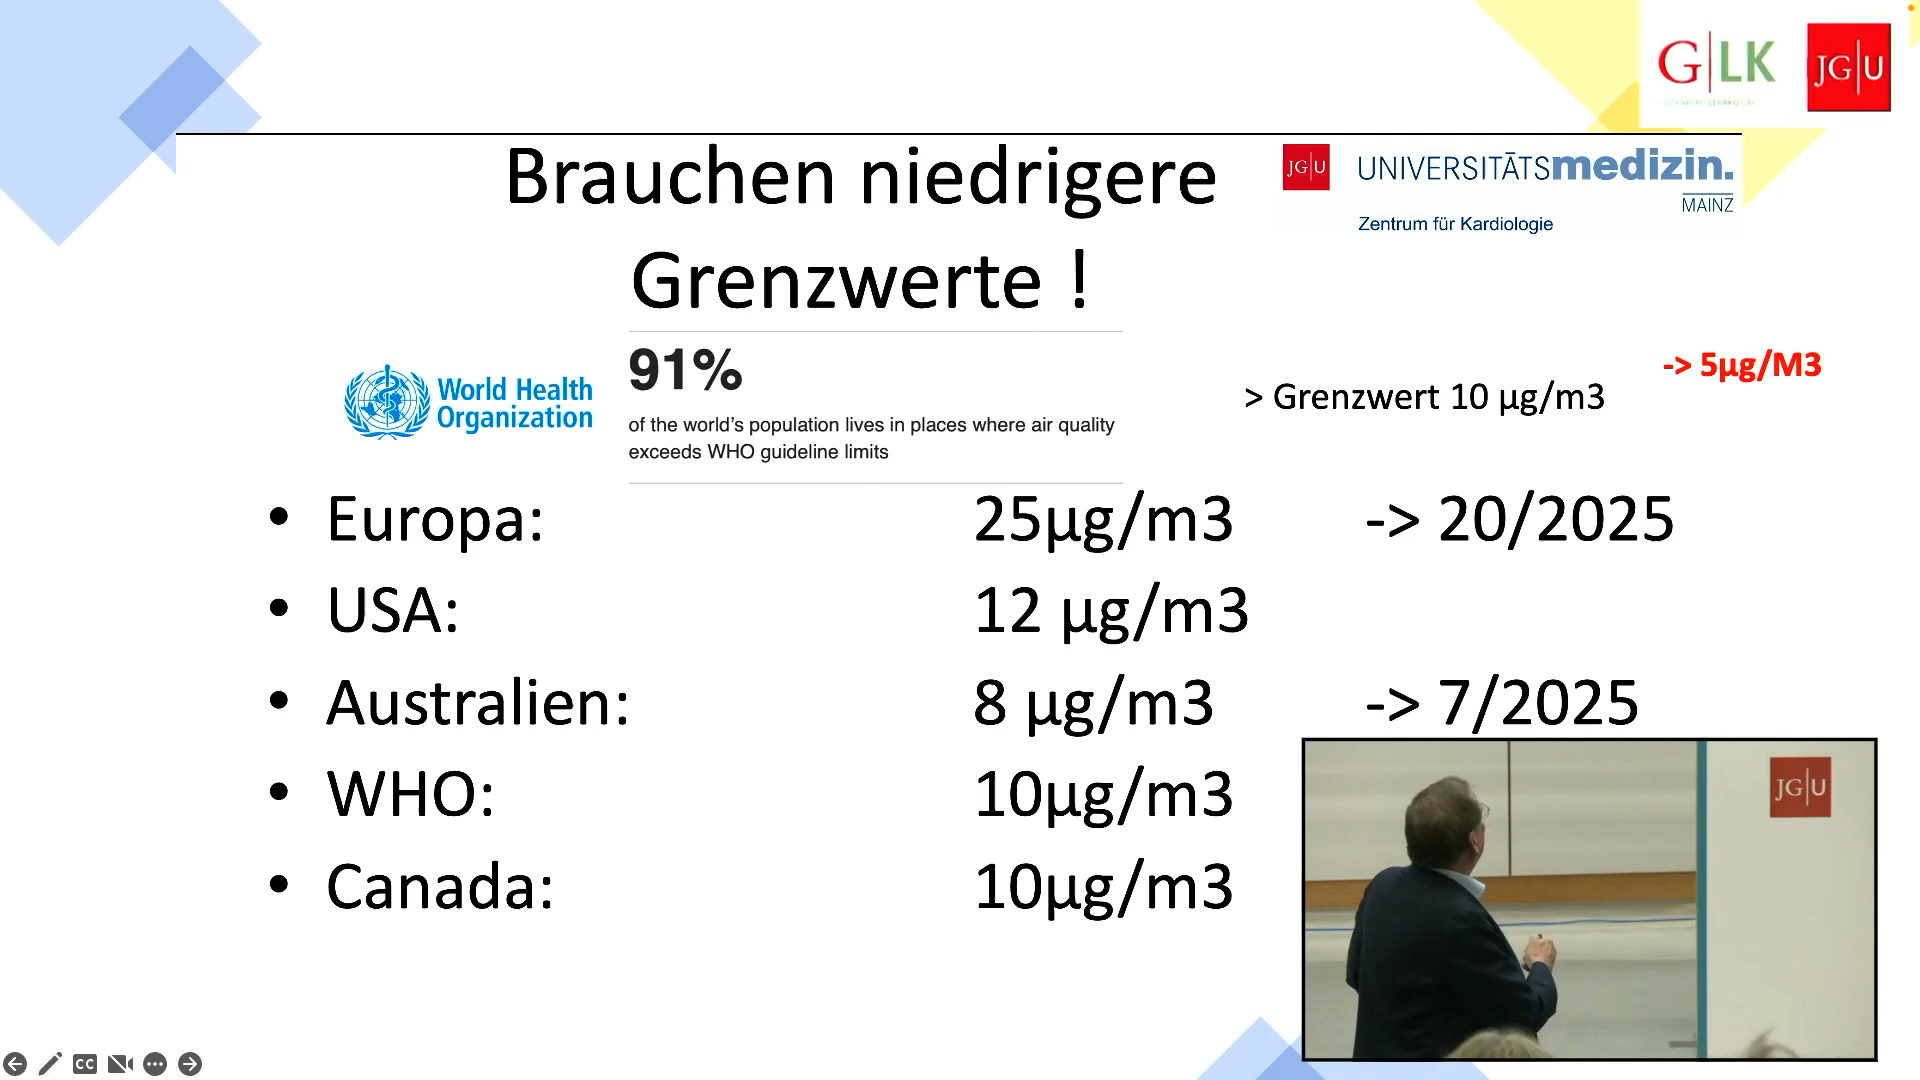 G|LK
JG|U
Brauchen niedrigere
Grenzwerte !
JG|U
UNIVERSITÄTSmedizin.
MAINZ
Zentrum für Kardiologie
World Health
Organization
91%
of the world's population lives in places where air quality
exceeds WHO guideline limits
> Grenzwert 10 µg/m3
-> 5µg/M3
• Europa: 25µg/m3 -> 20/2025
• USA: 12 µg/m3
• Australien: 8 µg/m3 -> 7/2025
• WHO: 10µg/m3
• Canada: 10µg/m3
JG|U
CC